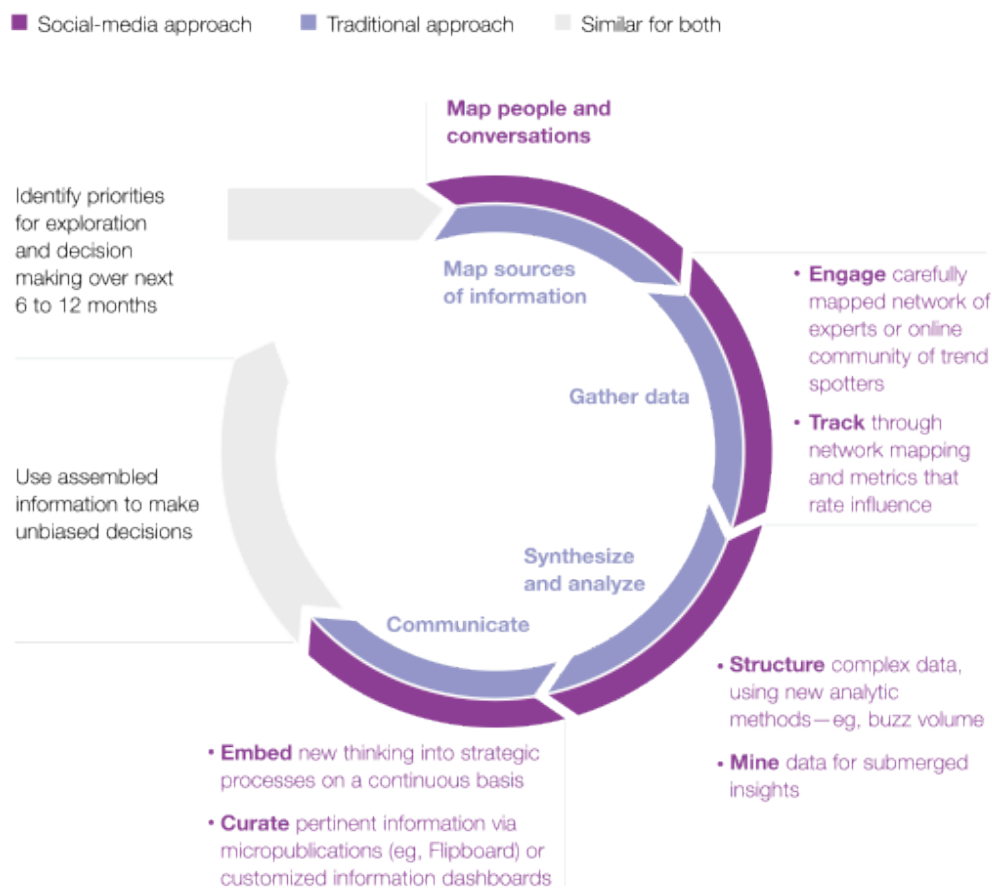 Social-media approach
Traditional approach
Similar for both
Map people and
conversations
Identify priorities
for exploration
and decision
making over next
6 to 12 months
Map sources
of information
• Engage carefully
mapped network of
experts or online
community of trend
spotters
Gather data
• Track through
network mapping
and metrics that
rate influence
Use assembled
information to make
unbiased decisions
Synthesize
and analyze
Communicate
• Structure complex data,
using new analytic
methods—eg, buzz volume
• Mine data for submerged
insights
• Embed new thinking into strategic
processes on a continuous basis
• Curate pertinent information via
micropublications (eg, Flipboard) or
customized information dashboards